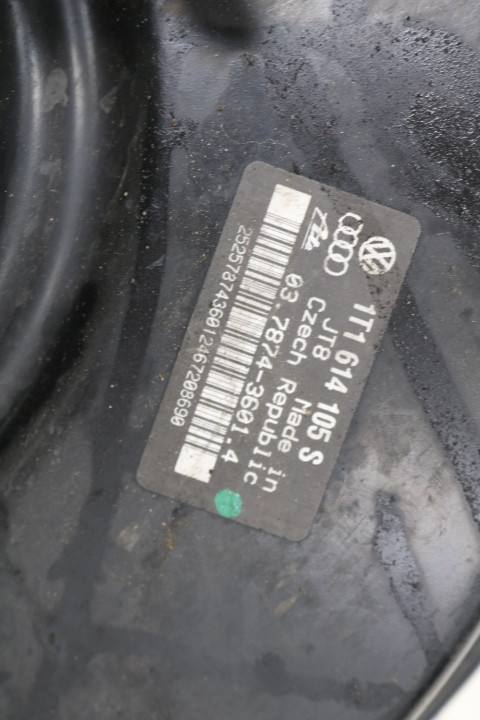 1T1 614 105 S
JT8 Made in
Czech Republic
03.7874-3601.4
2525787436012467208690